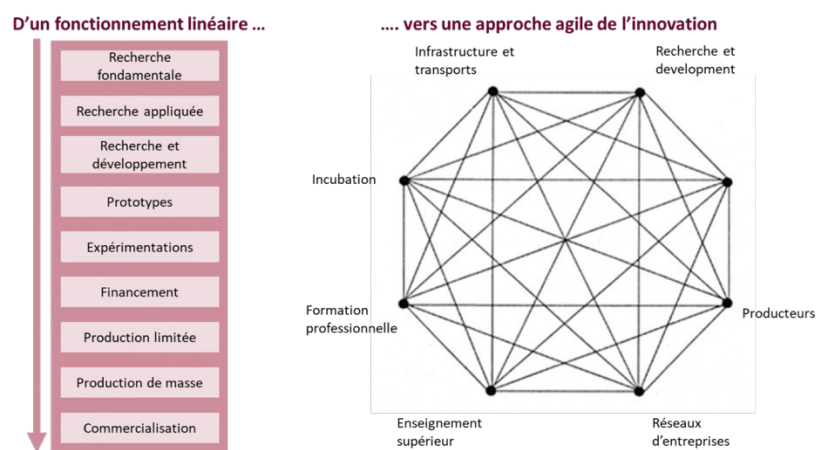 D’un fonctionnement linéaire ...
.... vers une approche agile de l’innovation
Recherche
fondamentale
Recherche appliquée
Recherche et
développement
Prototypes
Expérimentations
Financement
Production limitée
Production de masse
Commercialisation
Infrastructure et
transports
Recherche et
development
Incubation
Formation
professionnelle
Producteurs
Enseignement
supérieur
Réseaux
d’entreprises